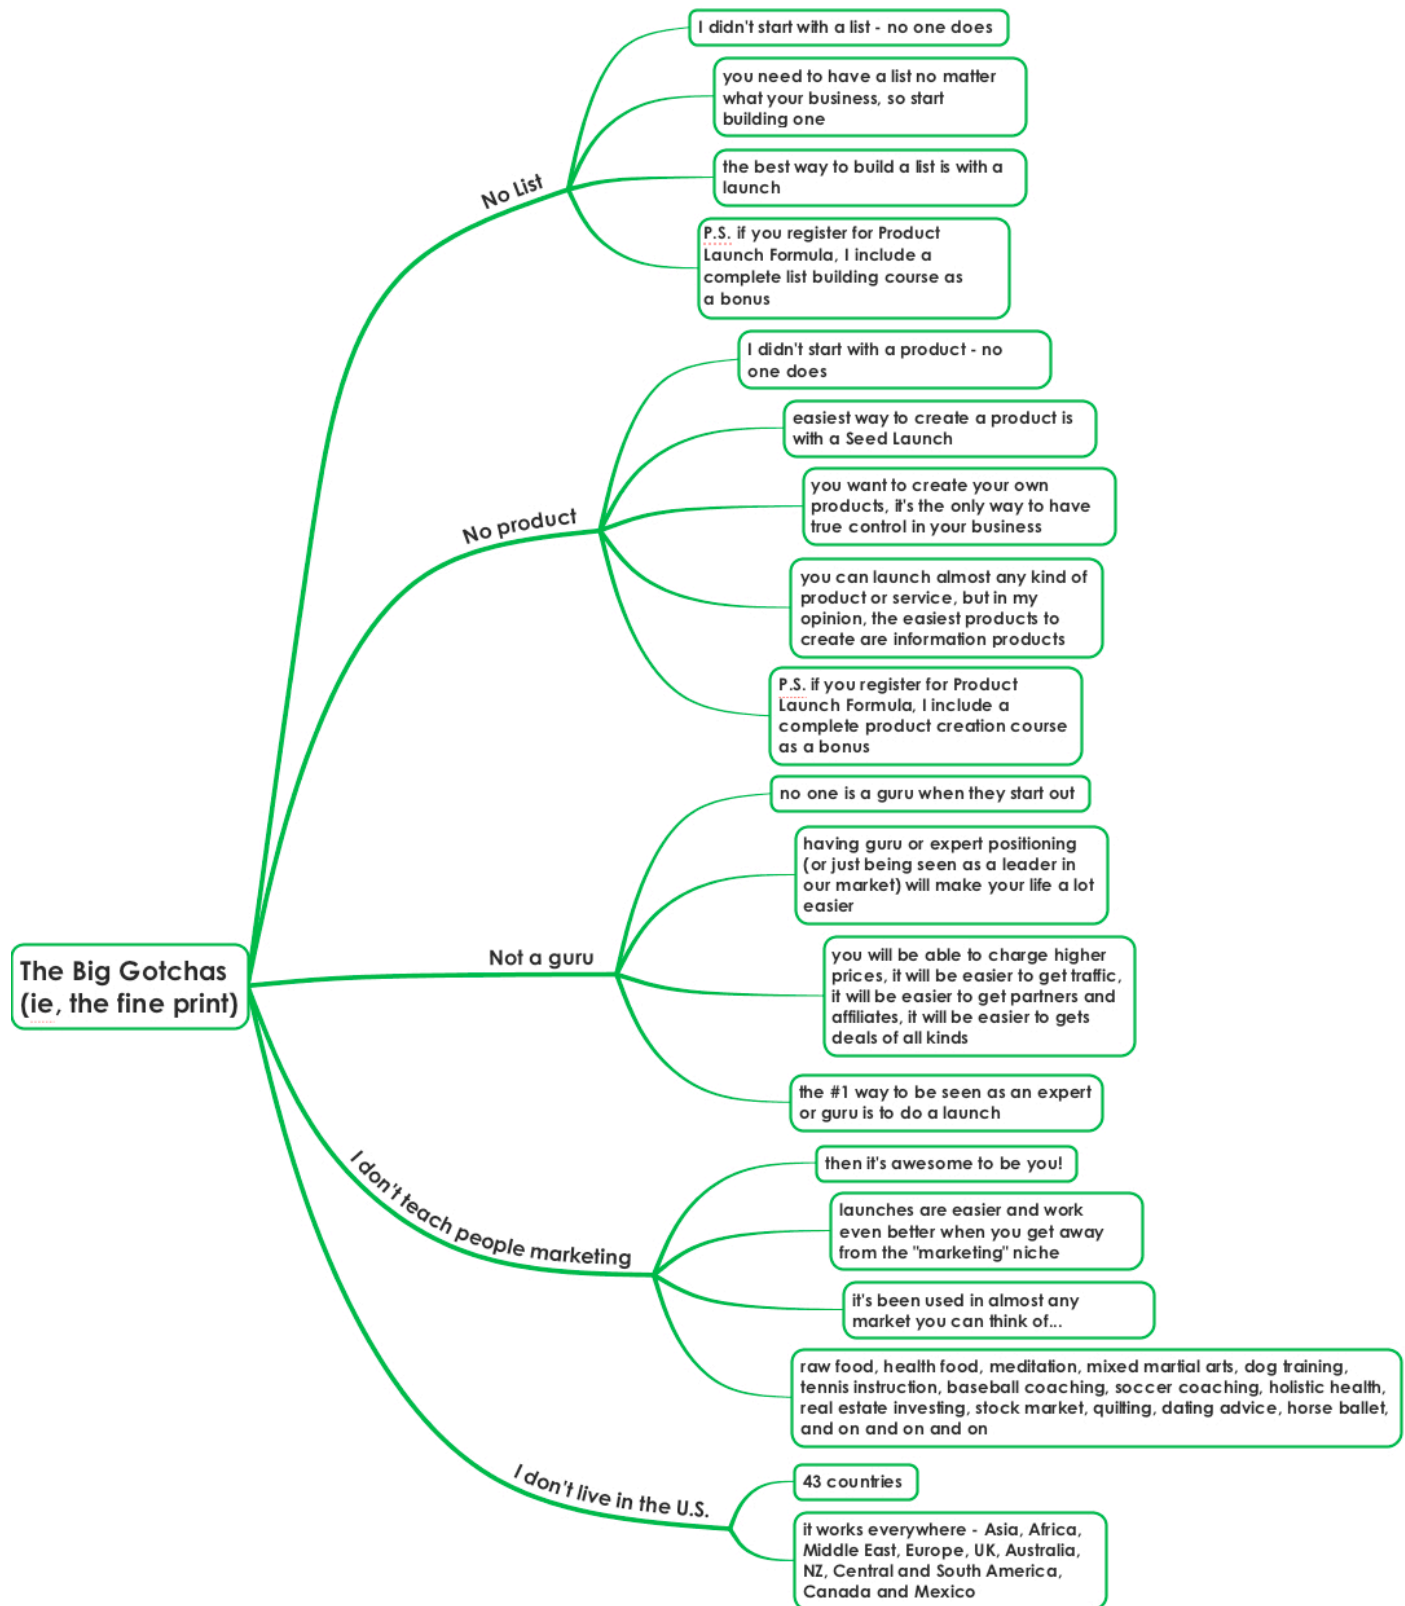 The Big Gotchas
(ie, the fine print)
No List
I didn't start with a list - no one does
you need to have a list no matter
what your business, so start
building one
the best way to build a list is with a
launch
P.S. if you register for Product
Launch Formula, I include a
complete list building course as
a bonus
No product
I didn't start with a product - no
one does
easiest way to create a product is
with a Seed Launch
you want to create your own
products, it's the only way to have
true control in your business
you can launch almost any kind of
product or service, but in my
opinion, the easiest products to
create are information products
P.S. if you register for Product
Launch Formula, I include a
complete product creation course
as a bonus
Not a guru
no one is a guru when they start out
having guru or expert positioning
(or just being seen as a leader in
our market) will make your life a lot
easier
you will be able to charge higher
prices, it will be easier to get traffic,
it will be easier to get partners and
affiliates, it will be easier to gets
deals of all kinds
the #1 way to be seen as an expert
or guru is to do a launch
I don't teach people marketing
then it's awesome to be you!
launches are easier and work
even better when you get away
from the "marketing" niche
it's been used in almost any
market you can think of...
raw food, health food, meditation, mixed martial arts, dog training,
tennis instruction, baseball coaching, soccer coaching, holistic health,
real estate investing, stock market, quilting, dating advice, horse ballet,
and on and on and on
I don't live in the U.S.
43 countries
it works everywhere - Asia, Africa,
Middle East, Europe, UK, Australia,
NZ, Central and South America,
Canada and Mexico